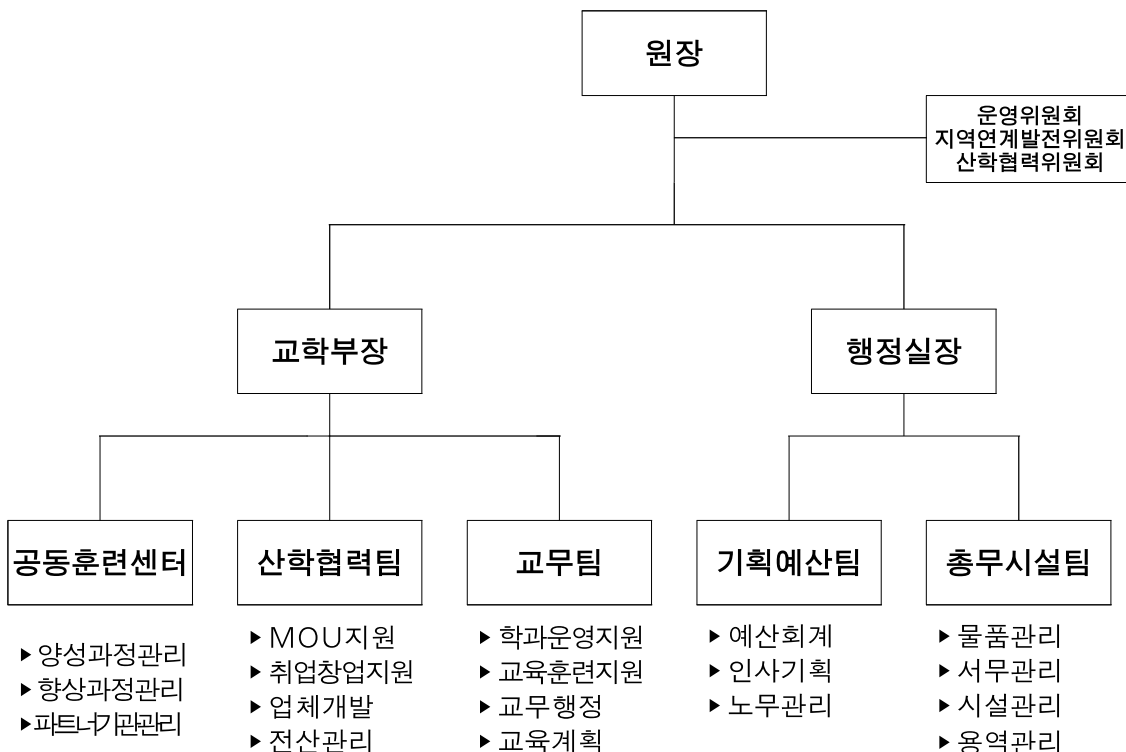 원장
운영위원회
지역연계발전위원회
산학협력위원회
교학부장
행정실장
공동훈련센터
산학협력팀
교무팀
기획예산팀
총무시설팀
▶ 양성과정관리
▶ 향상과정관리
▶파트너기관관리
▶ MOU지원
▶ 취업창업지원
▶ 업체개발
▶ 전산관리
▶ 학과운영지원
▶ 교육훈련지원
▶ 교무행정
▶ 교육계획
▶ 예산회계
▶ 인사기획
▶ 노무관리
▶ 물품관리
▶ 서무관리
▶ 시설관리
▶ 용역관리